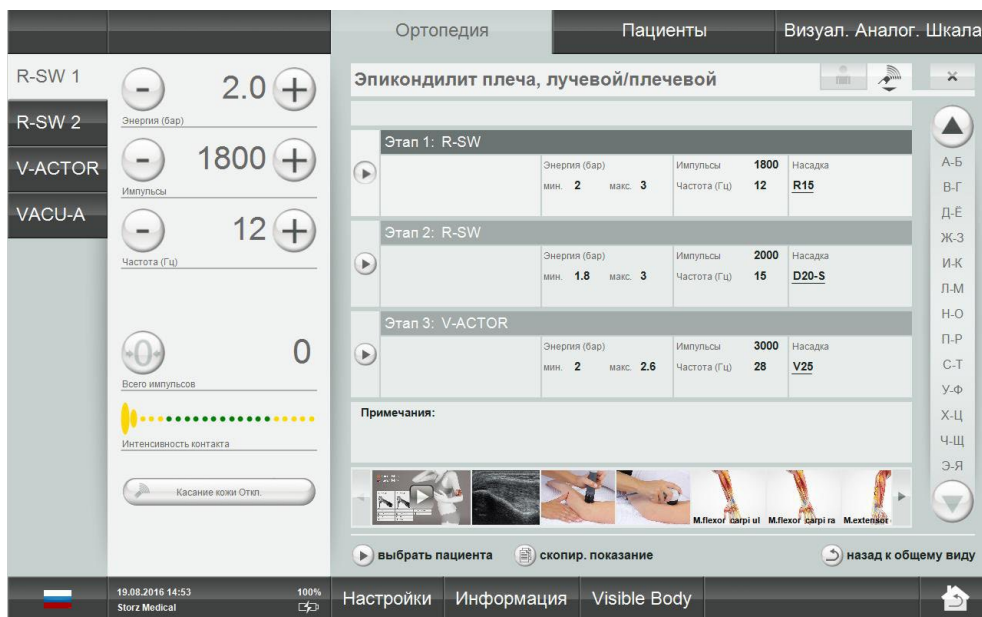 Ортопедия
Пациенты
Визуал. Аналог. Шкала
R-SW 1
R-SW 2
V-ACTOR
VACU-A
- 2.0 +
Энергия (бар)
- 1800 +
Импульсы
- 12 +
Частота (Гц)
0 0
Всего импульсов
Интенсивность контакта
Касание кожи Откл.
Эпикондилит плеча, лучевой/плечевой
Этап 1: R-SW
Энергия (бар) Импульсы 1800 Насадка
мин. 2 макс. 3 Частота (Гц) 12 R15
Этап 2: R-SW
Энергия (бар) Импульсы 2000 Насадка
мин. 1.8 макс. 3 Частота (Гц) 15 D20-S
Этап 3: V-ACTOR
Энергия (бар) Импульсы 3000 Насадка
мин. 2 макс. 2.6 Частота (Гц) 28 V25
Примечания:
M.flexor carpi ul
M.flexor carpi ra
M.extensor
выбрать пациента
скопир. показание
назад к общему виду
А-Б
В-Г
Д-Ё
Ж-З
И-К
Л-М
Н-О
П-Р
С-Т
У-Ф
Х-Ц
Ч-Щ
Э-Я
19.08.2016 14:53 100%
Storz Medical
Настройки
Информация
Visible Body